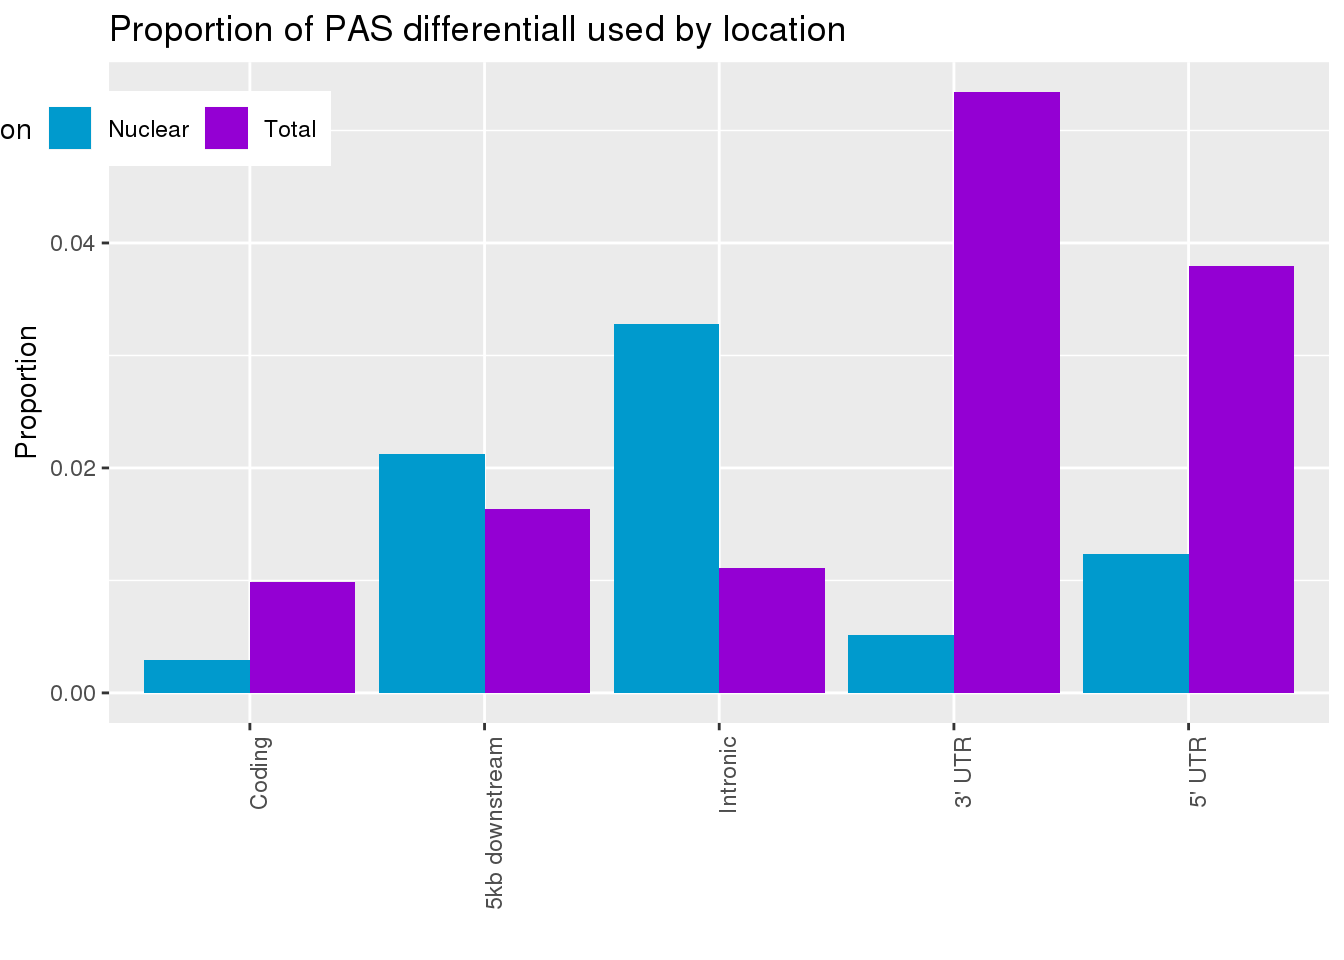 Proportion of PAS differentiall used by location
on Nuclear Total
0.04
0.02
0.00
Proportion
Coding
5kb downstream
Intronic
3' UTR
5' UTR